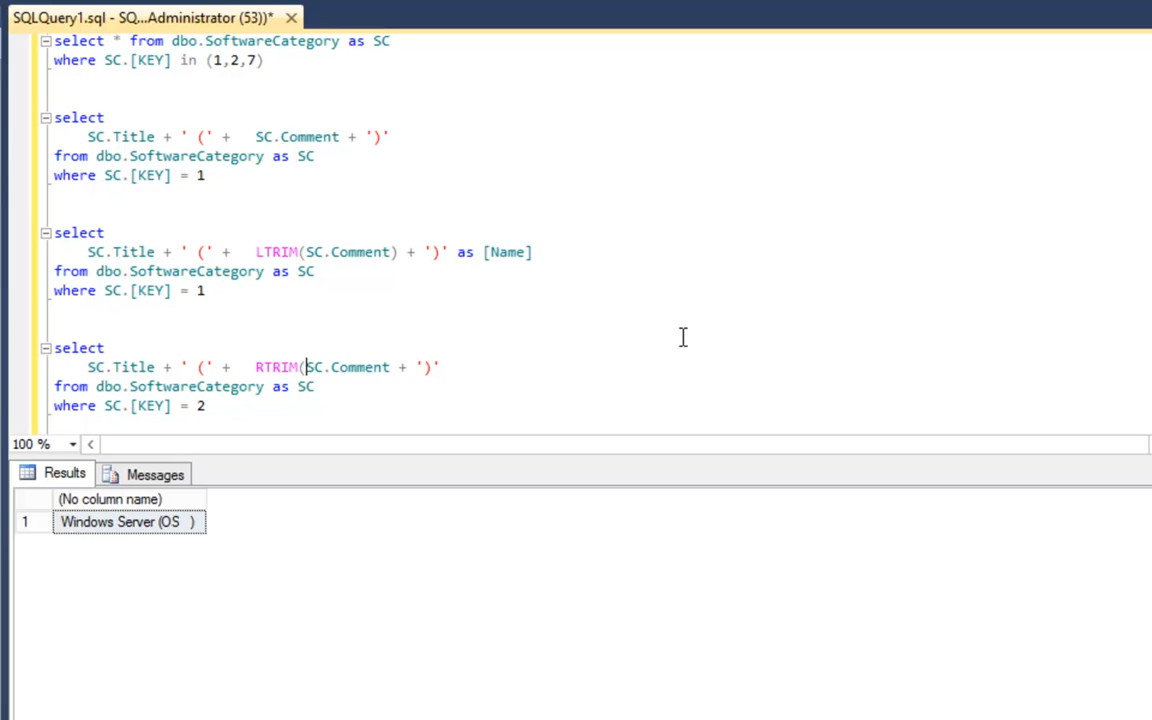 SQLQuery1.sql - SQ...Administrator (53))*
select * from dbo.SoftwareCategory as SC
where SC.[KEY] in (1,2,7)
select
SC.Title + ' (' +   SC.Comment + ')'
from dbo.SoftwareCategory as SC
where SC.[KEY] = 1
select
SC.Title + ' (' +   LTRIM(SC.Comment) + ')' as [Name]
from dbo.SoftwareCategory as SC
where SC.[KEY] = 1
select
SC.Title + ' (' +   RTRIM(SC.Comment + ')'
from dbo.SoftwareCategory as SC
where SC.[KEY] = 2
100 %
Results Messages
(No column name)
1 Windows Server (OS   )